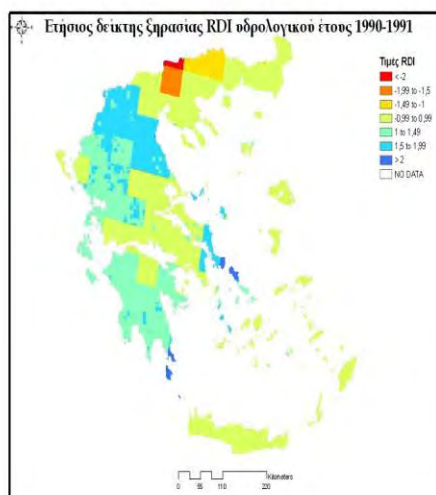 Ετήσιος δείκτης ξηρασίας RDI υδρολογικού έτους 1990-1991
Τιμές RDI
< -2
-1,99 to -1,5
-1,49 to -1
-0,99 to 0,99
1 to 1,49
1,5 to 1,99
> 2
NO DATA
Kilometers
0 55 110 220